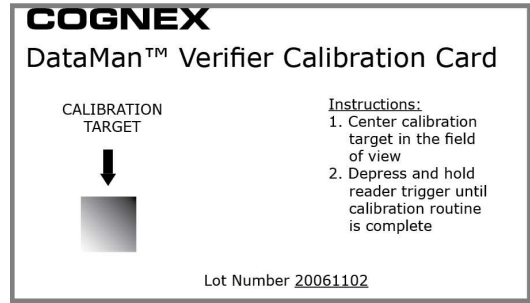 COGNEX
DataMan™ Verifier Calibration Card
CALIBRATION
TARGET
Instructions:
1. Center calibration
target in the field
of view
2. Depress and hold
reader trigger until
calibration routine
is complete
Lot Number 20061102